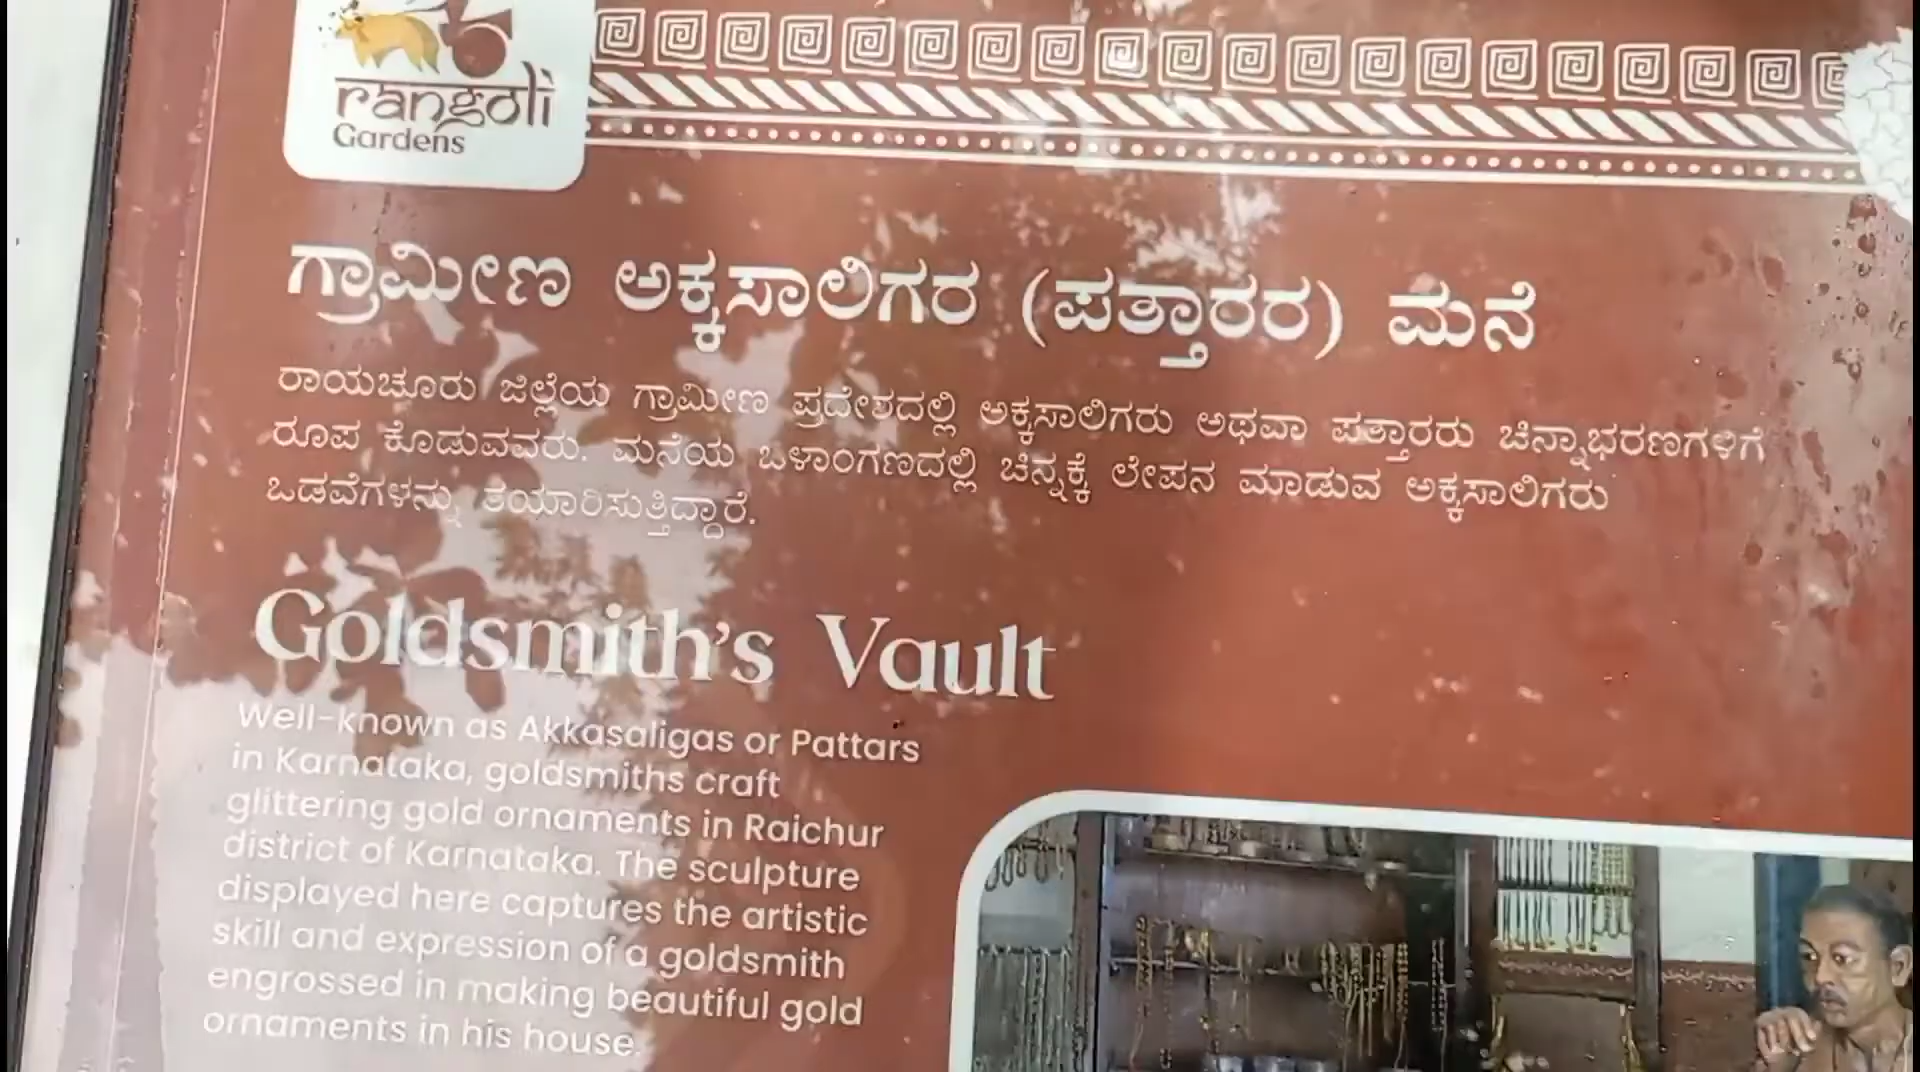 rangoli
Gardens
ಗ್ರಾಮೀಣ ಅಕ್ಕಸಾಲಿಗರ (ಪತ್ತಾರರ) ಮನೆ
ರಾಯಚೂರು ಜಿಲ್ಲೆಯ ಗ್ರಾಮೀಣ ಪ್ರದೇಶದಲ್ಲಿ ಅಕ್ಕಸಾಲಿಗರು ಅಥವಾ ಪತ್ತಾರರು ಚಿನ್ನಾಭರಣಗಳಿಗೆ
ರೂಪ ಕೊಡುವವರು. ಮನೆಯ ಒಳಾಂಗಣದಲ್ಲಿ ಚಿನ್ನಕ್ಕೆ ಲೇಪನ ಮಾಡುವ ಅಕ್ಕಸಾಲಿಗರು
ಒಡವೆಗಳನ್ನು ತಯಾರಿಸುತ್ತಿದ್ದಾರೆ.
Goldsmith's Vault
Well-known as Akkasaligas or Pattars
in Karnataka, goldsmiths craft
glittering gold ornaments in Raichur
district of Karnataka. The sculpture
displayed here captures the artistic
skill and expression of a goldsmith
engrossed in making beautiful gold
ornaments in his house.